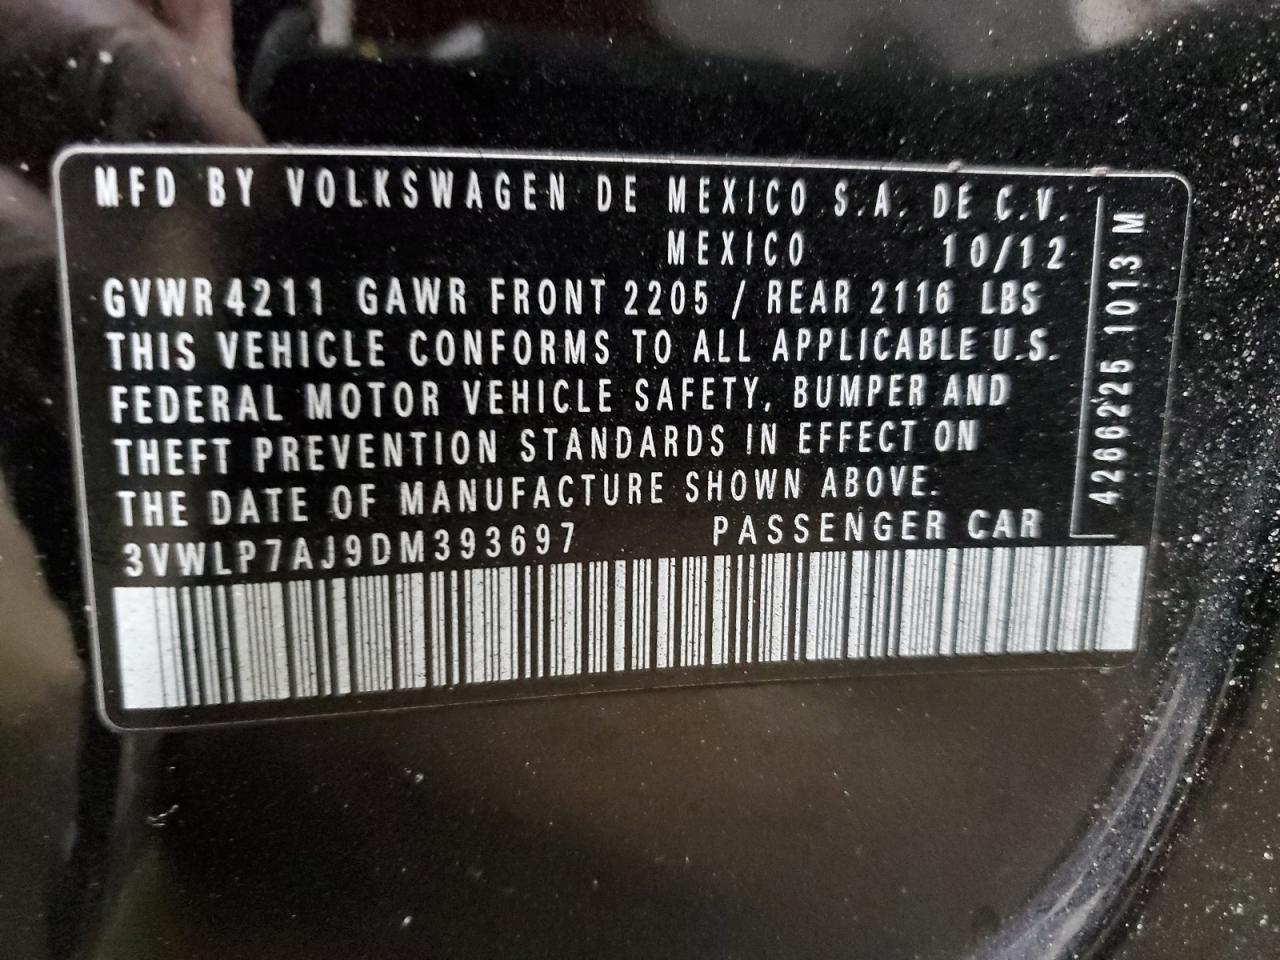 MFD BY VOLKSWAGEN DE MEXICO S.A. DE C.V.
MEXICO 10/12
GVWR 4211 GAWR FRONT 2205 / REAR 2116 LBS
THIS VEHICLE CONFORMS TO ALL APPLICABLE U.S.
FEDERAL MOTOR VEHICLE SAFETY, BUMPER AND
THEFT PREVENTION STANDARDS IN EFFECT ON
THE DATE OF MANUFACTURE SHOWN ABOVE.
3VWLP7AJ9DM393697 PASSENGER CAR
4266225 1013 M